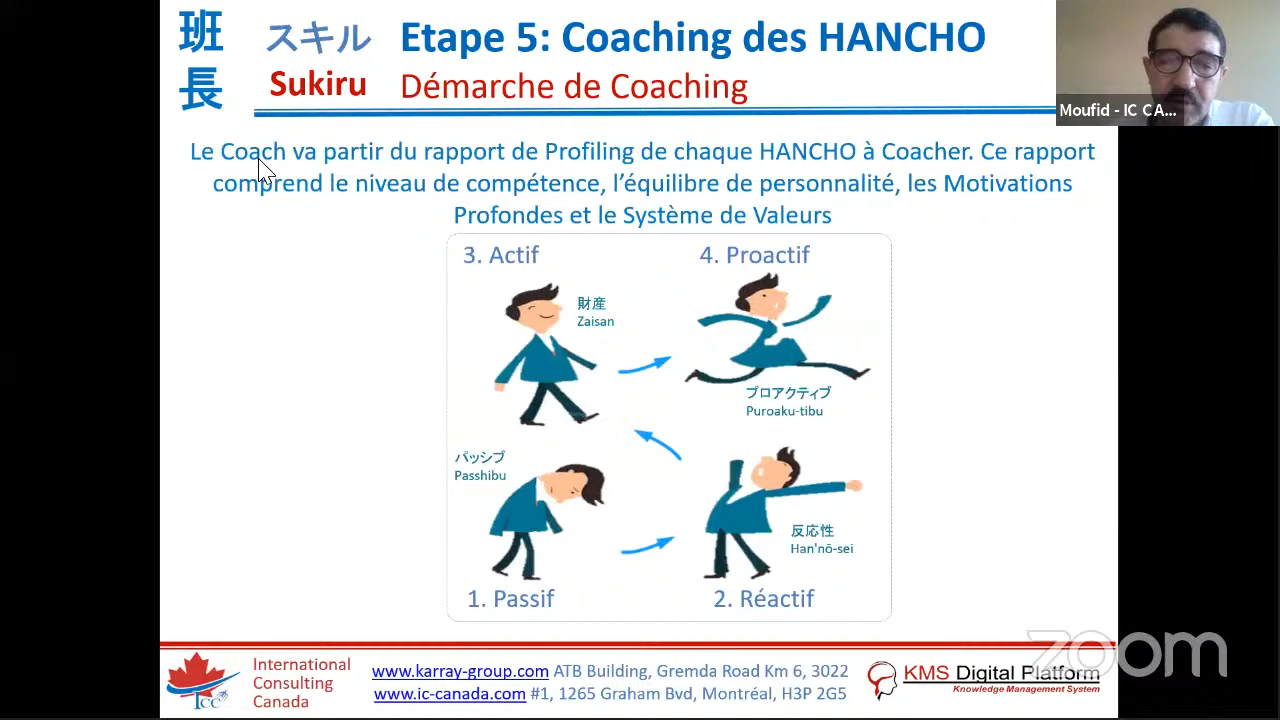 班
長
スキル
Sukiru
Etape 5: Coaching des HANCHO
Démarche de Coaching
Moufid - IC CA...
Le Coach va partir du rapport de Profiling de chaque HANCHO à Coacher. Ce rapport
comprend le niveau de compétence, l’équilibre de personnalité, les Motivations
Profondes et le Système de Valeurs
3. Actif
4. Proactif
財産
Zaisan
プロアクティブ
Puroaku-tibu
パッシブ
Passhibu
反応性
Han'nō-sei
1. Passif
2. Réactif
ICC
International
Consulting
Canada
www.karray-group.com ATB Building, Gremda Road Km 6, 3022
www.ic-canada.com #1, 1265 Graham Bvd, Montréal, H3P 2G5
KMS Digital Platform
Knowledge Management System
zoom